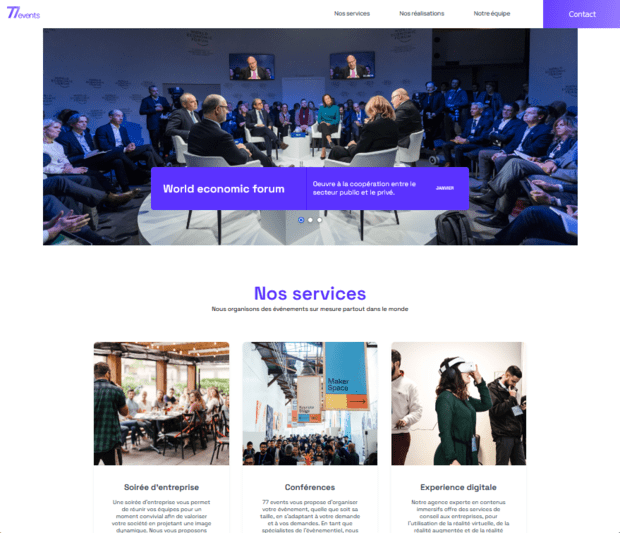 77events
Nos services
Nos réalisations
Notre équipe
Contact
World economic forum
Oeuvre à la coopération entre le
secteur public et le privé.
JANVIER
Nos services
Nous organisons des événements sur mesure partout dans le monde
Maker
Space
Soirée d'entreprise
Une soirée d'entreprise vous permet
de réunir vos équipes pour un
moment convivial afin de valoriser
votre société en projetant une image
dynamique. Nous vous proposons
Conférences
77 events vous propose d'organiser
votre événement, quelle que soit sa
taille, en s'adaptant à votre demande
et à vos demandes. En tant que
spécialistes de l'événementiel, nous
Experience digitale
Notre agence experte en contenus
immersifs offre des services de
conseil aux entreprises, pour
l'utilisation de la réalité virtuelle, de la
réalité augmentée et de la réalité